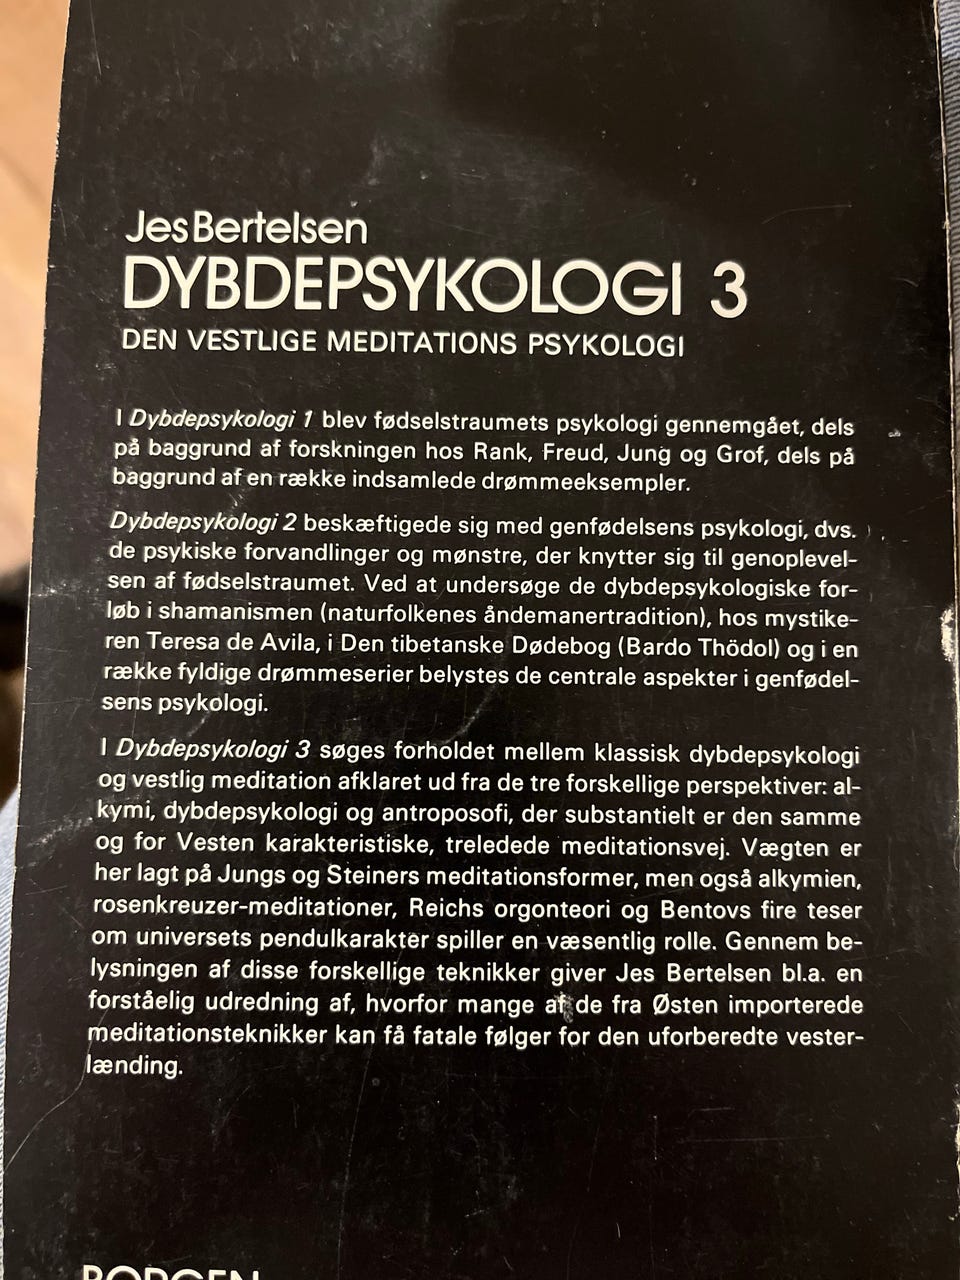 Jes Bertelsen
DYBDEPSYKOLOGI 3
DEN VESTLIGE MEDITATIONS PSYKOLOGI
I Dybdepsykologi 1 blev fødselstraumets psykologi gennemgået, dels
på baggrund af forskningen hos Rank, Freud, Jung og Grof, dels på
baggrund af en række indsamlede drømmeeksempler.
Dybdepsykologi 2 beskæftigede sig med genfødelsens psykologi, dvs.
de psykiske forvandlinger og mønstre, der knytter sig til genoplevel-
sen af fødselstraumet. Ved at undersøge de dybdepsykologiske for-
løb i shamanismen (naturfolkenes åndemanertradition), hos mystike-
ren Teresa de Avila, i Den tibetanske Dødebog (Bardo Thödol) og i en
række fyldige drømmeserier belystes de centrale aspekter i genfødel-
sens psykologi.
I Dybdepsykologi 3 søges forholdet mellem klassisk dybdepsykologi
og vestlig meditation afklaret ud fra de tre forskellige perspektiver: al-
kymi, dybdepsykologi og antroposofi, der substantielt er den samme
og for Vesten karakteristiske, treledede meditationsvej. Vægten er
her lagt på Jungs og Steiners meditationsformer, men også alkymien,
rosenkreuzer-meditationer, Reichs orgonteori og Bentovs fire teser
om universets pendulkarakter spiller en væsentlig rolle. Gennem be-
lysningen af disse forskellige teknikker giver Jes Bertelsen bl.a. en
forståelig udredning af, hvorfor mange af de fra Østen importerede
meditationsteknikker kan få fatale følger for den uforberedte vester-
lænding.
BORGEN